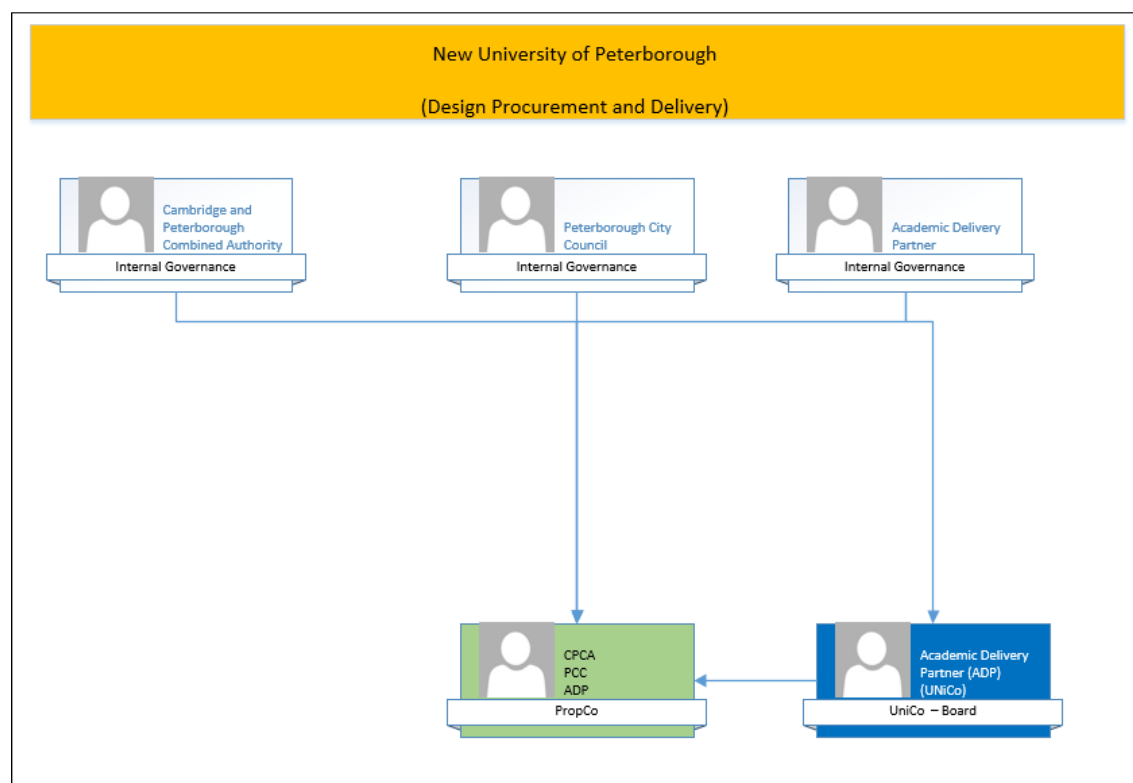 New University of Peterborough
(Design Procurement and Delivery)
Cambridge and
Peterborough
Combined Authority
Internal Governance
Peterborough City
Council
Internal Governance
Academic Delivery
Partner
Internal Governance
CPCA
PCC
ADP
PropCo
Academic Delivery
Partner (ADP)
(UNiCo)
UniCo – Board